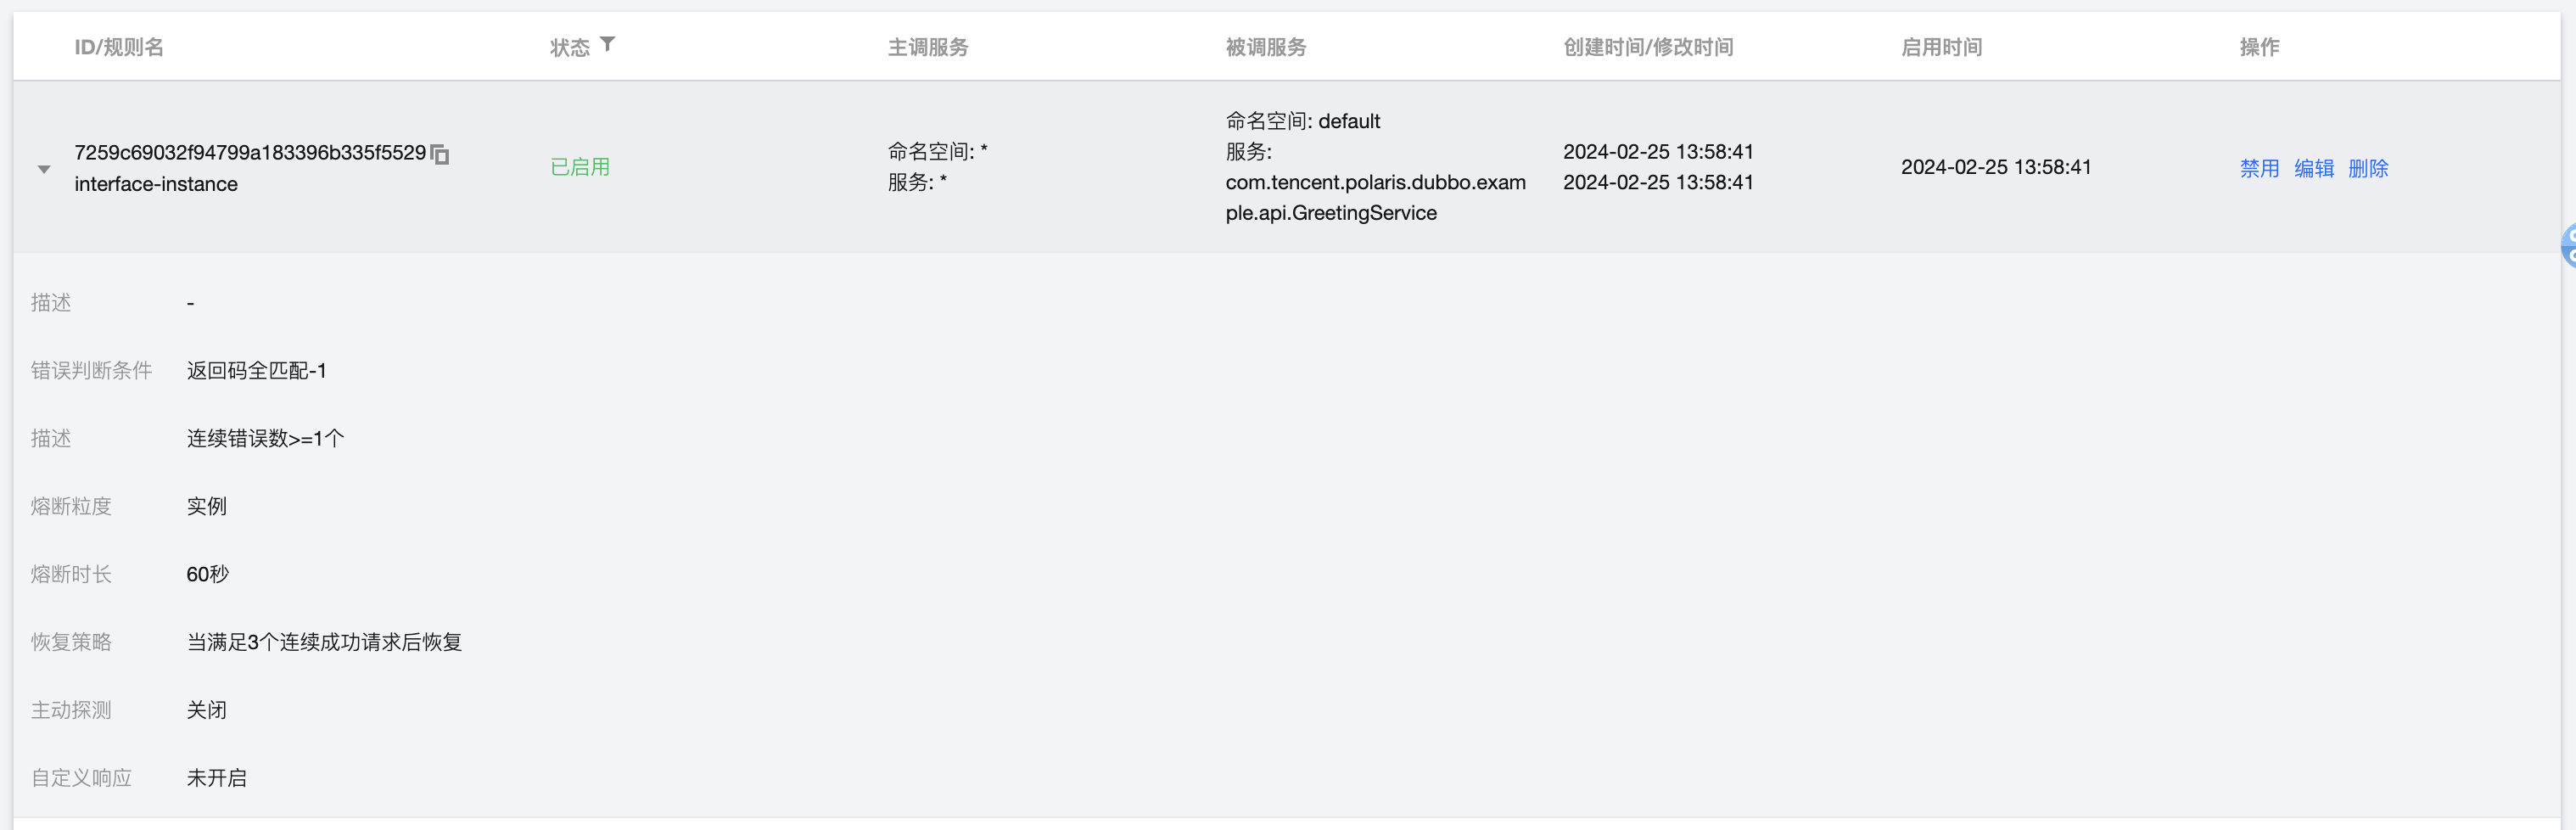 ID/规则名 状态 主调服务 被调服务 创建时间/修改时间 启用时间 操作
7259c69032f94799a183396b335f5529
interface-instance
已启用
命名空间: *
服务: *
命名空间: default
服务:
com.tencent.polaris.dubbo.exam
ple.api.GreetingService
2024-02-25 13:58:41
2024-02-25 13:58:41
2024-02-25 13:58:41
禁用 编辑 删除
描述 -
错误判断条件 返回码全匹配-1
描述 连续错误数>=1个
熔断粒度 实例
熔断时长 60秒
恢复策略 当满足3个连续成功请求后恢复
主动探测 关闭
自定义响应 未开启